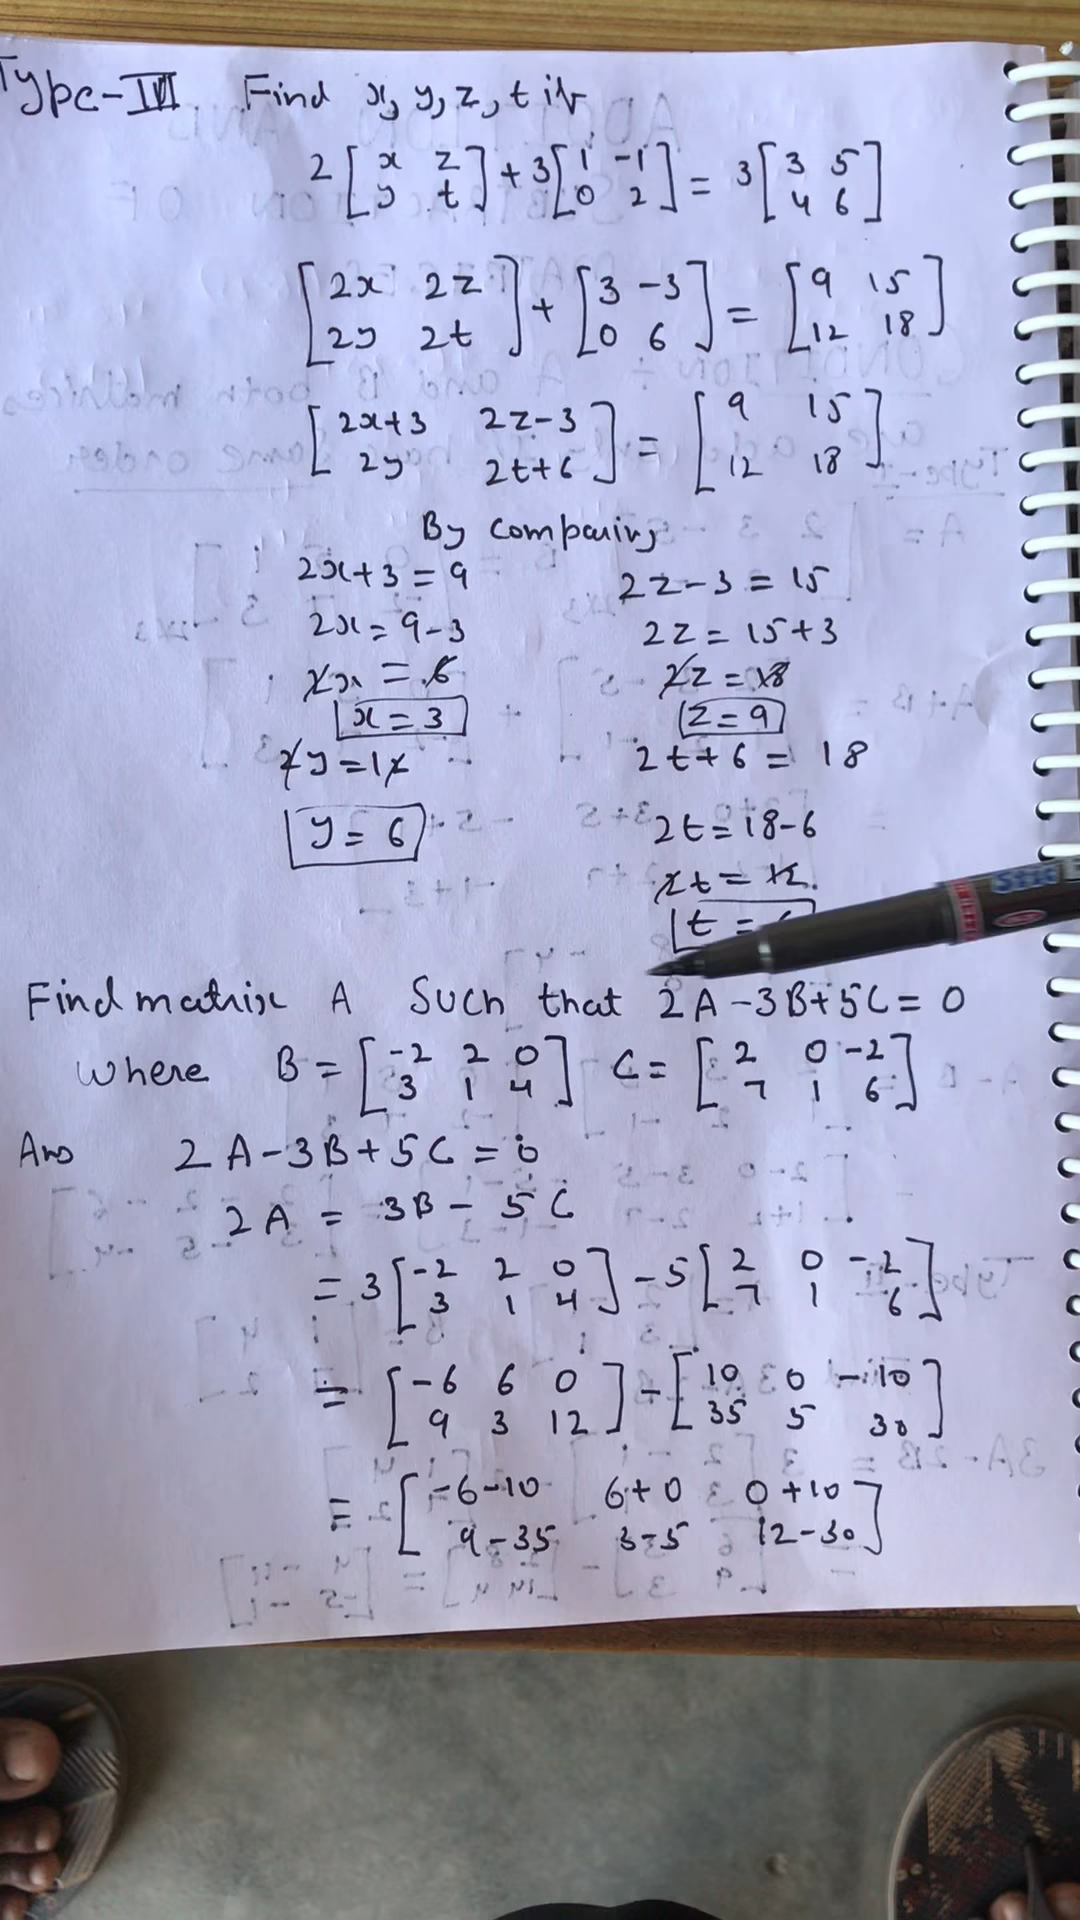 Type-III. Find x, y, z, t if
2 [x z] + 3 [1 -1] = 3 [3 5]
[y t] [0 2] [4 6]
[2x 2z] + [3 -3] = [9 15]
[2y 2t] [0 6] [12 18]
[2x+3 2z-3] = [9 15]
[2y 2t+6] [12 18]
By comparing
2x+3 = 9
2x = 9-3
2x = 6
x = 3
2y = 12
y = 6
2z-3 = 15
2z = 15+3
2z = 18
z = 9
2t+6 = 18
2t = 18-6
2t = 12
t =
Find matrix A Such that 2A-3B+5C = 0
where B = [-2 2 0] C = [2 0 -2]
[3 1 4] [7 1 6]
Ans 2A-3B+5C = 0
2A = 3B - 5C
= 3 [-2 2 0] - 5 [2 0 -2]
[3 1 4] [7 1 6]
= [-6 6 0] - [10 0 -10]
[9 3 12] [35 5 30]
= [-6-10 6+0 0+10]
[9-35 3-5 12-30]